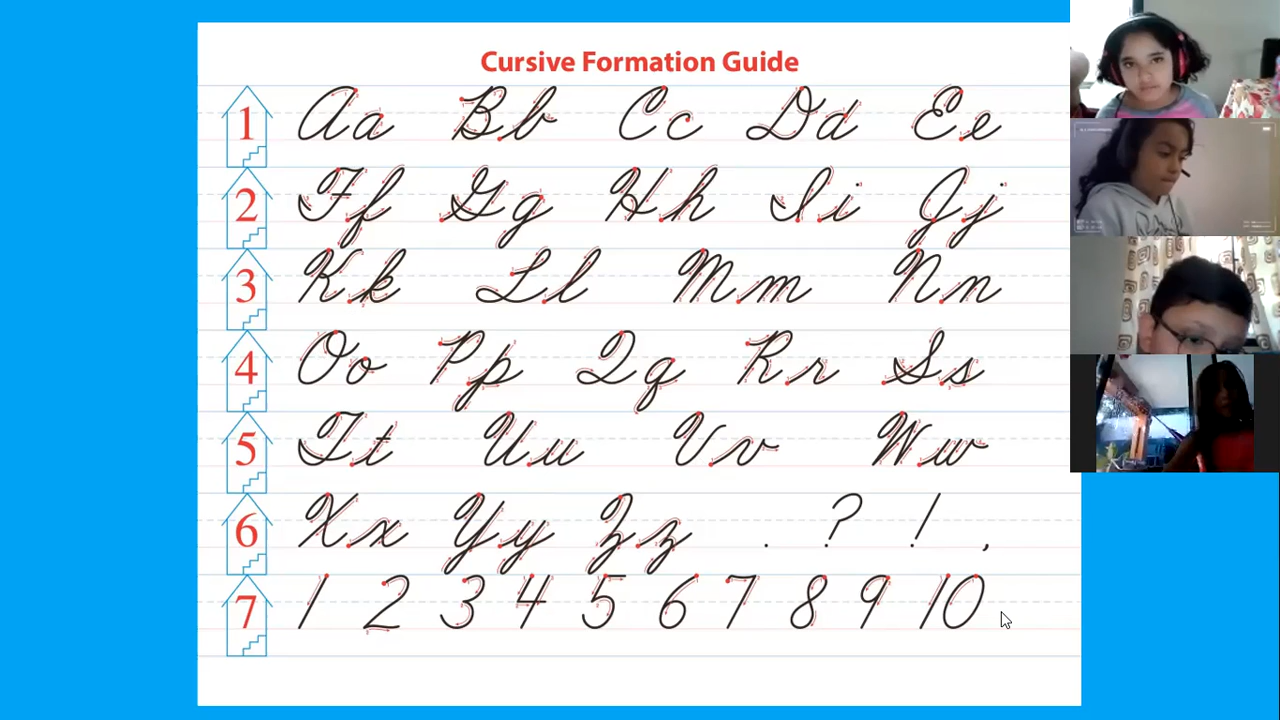 Cursive Formation Guide
1 Aa Bb Cc Dd Ee
2 Ff Gg Hh Ii Jj
3 Kk Ll Mm Nn
4 Oo Pp Qq Rr Ss
5 Tt Uu Vv Ww
6 Xx Yy Zz . ? ! ,
7 1 2 3 4 5 6 7 8 9 10